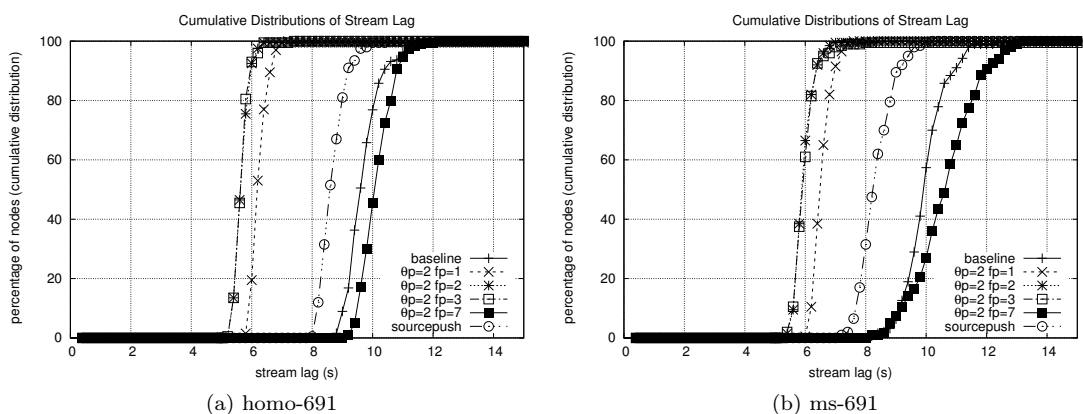 Cumulative Distributions of Stream Lag
percentage of nodes (cumulative distribution)
100
80
60
40
20
0
baseline
θp=2 fp=1
θp=2 fp=2
θp=2 fp=3
θp=2 fp=7
sourcepush
0 2 4 6 8 10 12 14
stream lag (s)
(a) homo-691
Cumulative Distributions of Stream Lag
percentage of nodes (cumulative distribution)
100
80
60
40
20
0
baseline
θp=2 fp=1
θp=2 fp=2
θp=2 fp=3
θp=2 fp=7
sourcepush
0 2 4 6 8 10 12 14
stream lag (s)
(b) ms-691